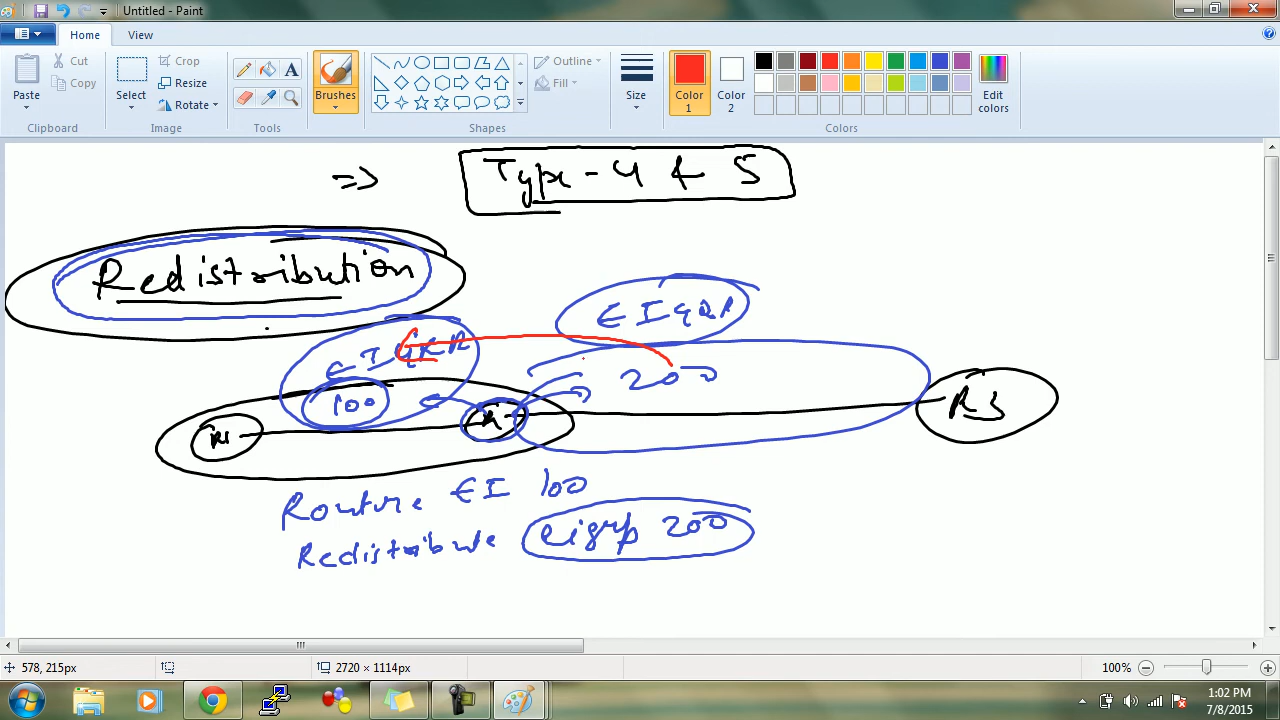 Untitled - Paint
Home View
Paste
Cut
Copy
Clipboard
Select
Crop
Resize
Rotate
Image
Tools
Brushes
Shapes
Outline
Fill
Size
Color 1
Color 2
Edit colors
Colors
=> Type - 4 & 5
Redistribution
EIGRP
EIGRP
100
200
R1
R
R3
Router EI 100
Redistribute eigrp 200
578, 215px
2720 × 1114px
100%
1:02 PM
7/8/2015